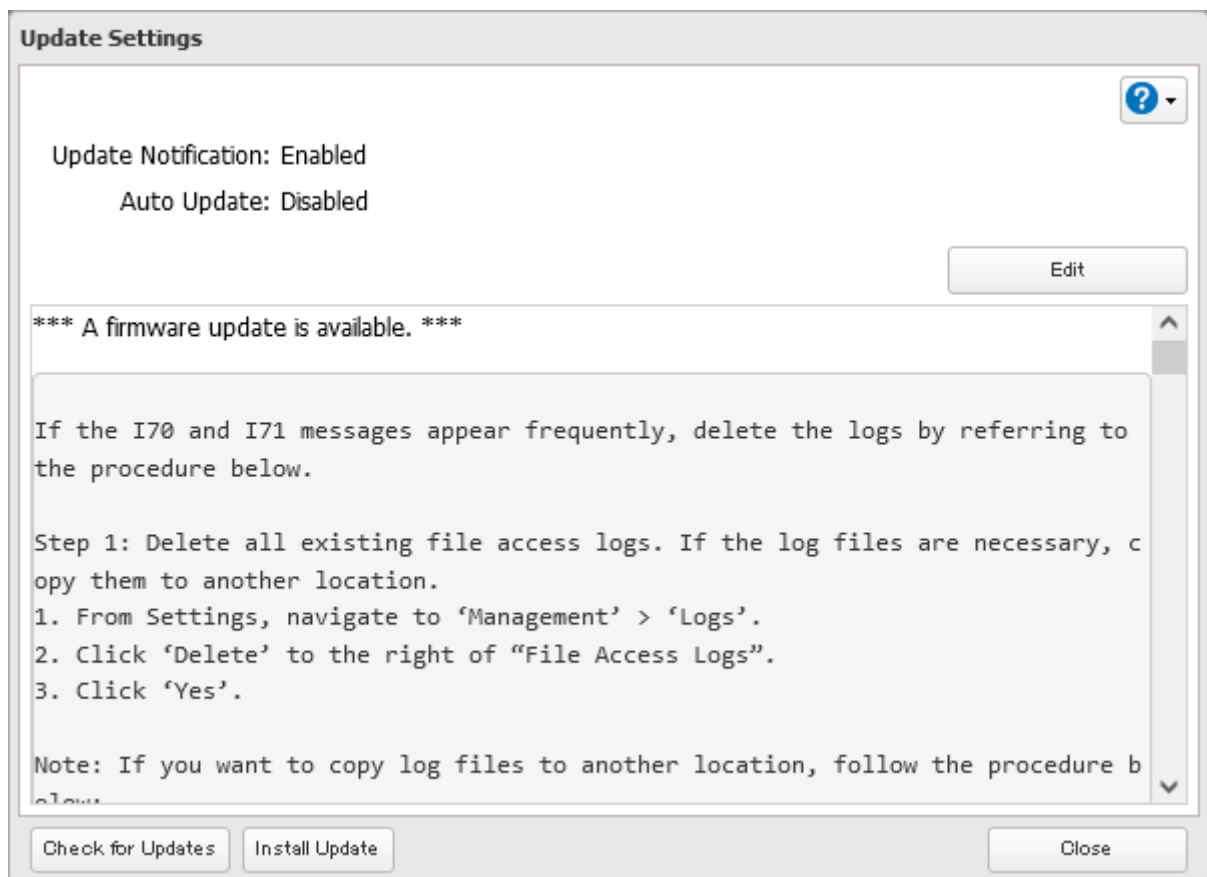 Update Settings
Update Notification: Enabled
Auto Update: Disabled
Edit
*** A firmware update is available. ***
If the I70 and I71 messages appear frequently, delete the logs by referring to
the procedure below.
Step 1: Delete all existing file access logs. If the log files are necessary, c
opy them to another location.
1. From Settings, navigate to ‘Management’ > ‘Logs’.
2. Click ‘Delete’ to the right of “File Access Logs”.
3. Click ‘Yes’.
Note: If you want to copy log files to another location, follow the procedure b
elow:
Check for Updates
Install Update
Close